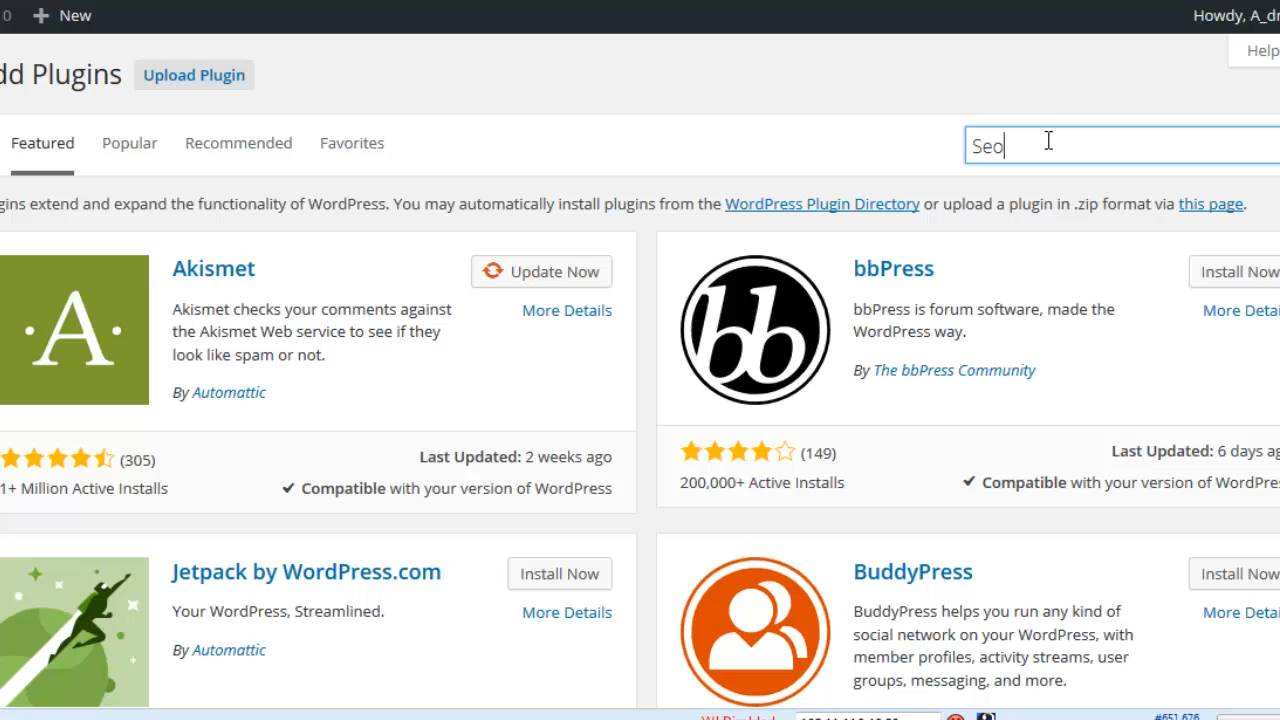 0 New Howdy, A_dr
Help
dd Plugins Upload Plugin
Featured Popular Recommended Favorites Seo
gins extend and expand the functionality of WordPress. You may automatically install plugins from the WordPress Plugin Directory or upload a plugin in .zip format via this page.
Akismet Update Now
Akismet checks your comments against More Details
the Akismet Web service to see if they
look like spam or not.
By Automattic
(305) Last Updated: 2 weeks ago
1+ Million Active Installs Compatible with your version of WordPress
bbPress Install Now
bbPress is forum software, made the More Detai
WordPress way.
By The bbPress Community
(149) Last Updated: 6 days ag
200,000+ Active Installs Compatible with your version of WordPres
Jetpack by WordPress.com Install Now
Your WordPress, Streamlined. More Details
By Automattic
BuddyPress Install Now
BuddyPress helps you run any kind of More Detai
social network on your WordPress, with
member profiles, activity streams, user
groups, messaging, and more.